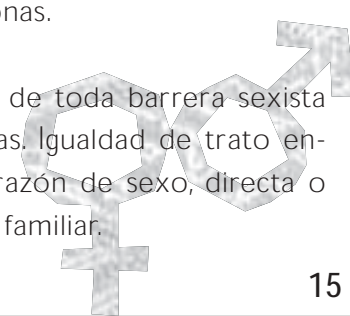 onas.
de toda barrera sexista
as. Igualdad de trato en-
razón de sexo, directa o
familiar.
15